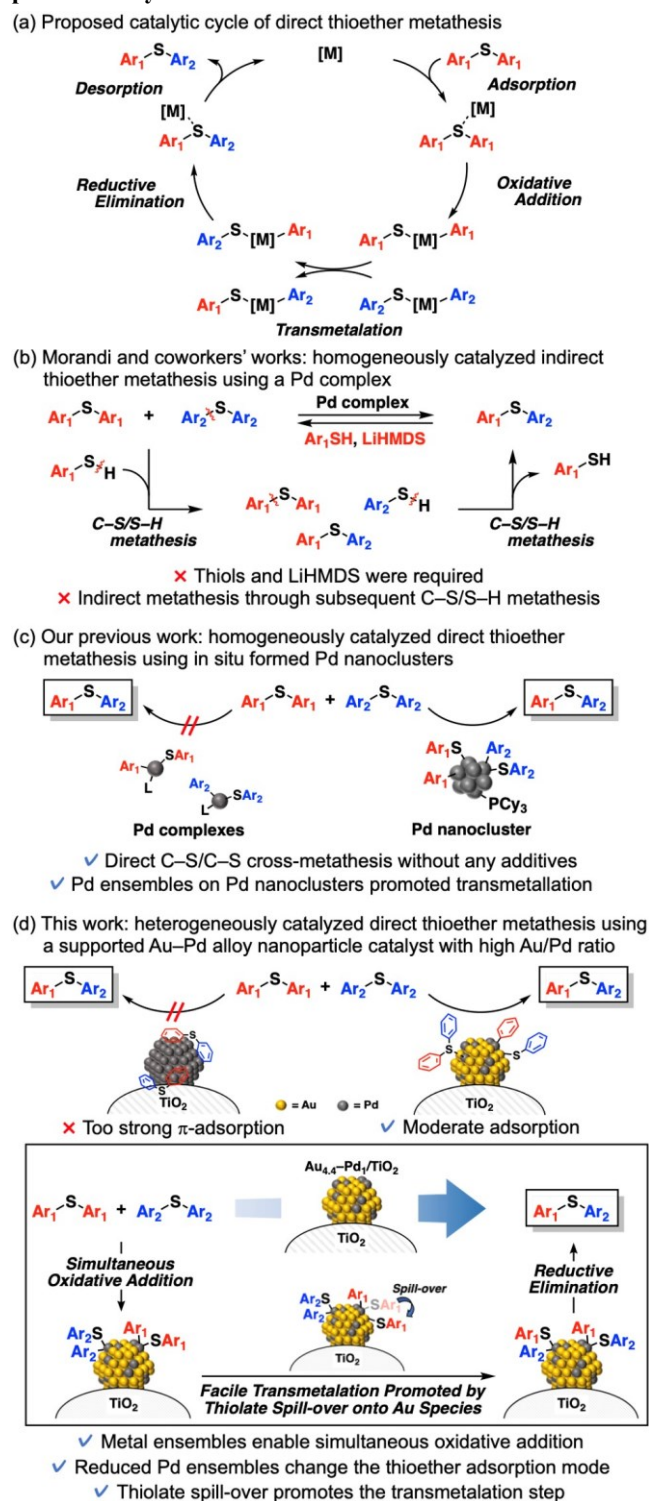 (a) Proposed catalytic cycle of direct thioether metathesis
Ar1 S Ar2
[M]
Ar1 S Ar1
Desorption
Adsorption
[M]
Ar1 S Ar2
[M]
Ar1 S Ar1
Reductive
Elimination
Oxidative
Addition
Ar2 S [M] Ar1
Ar1 S [M] Ar1
Ar1 S [M] Ar2
Ar2 S [M] Ar2
Transmetalation
(b) Morandi and coworkers' works: homogeneously catalyzed indirect
thioether metathesis using a Pd complex
Ar1 S Ar1 + Ar2 S Ar2
Pd complex
Ar1SH, LiHMDS
Ar1 S Ar2
Ar1 S H
C–S/S–H
metathesis
Ar1 S Ar1
Ar2 S H
Ar1 S Ar2
Ar1 SH
C–S/S–H
metathesis
× Thiols and LiHMDS were required
× Indirect metathesis through subsequent C–S/S–H metathesis
(c) Our previous work: homogeneously catalyzed direct thioether
metathesis using in situ formed Pd nanoclusters
Ar1 S Ar2
Ar1 S Ar1 + Ar2 S Ar2
Ar1 S Ar2
Ar1 SAr1
L
Ar2 SAr2
L
Pd complexes
Ar1S Ar2
Ar1 SAr2
PCy3
Pd nanocluster
✓ Direct C–S/C–S cross-metathesis without any additives
✓ Pd ensembles on Pd nanoclusters promoted transmetallation
(d) This work: heterogeneously catalyzed direct thioether metathesis using
a supported Au–Pd alloy nanoparticle catalyst with high Au/Pd ratio
Ar1 S Ar2
Ar1 S Ar1 + Ar2 S Ar2
Ar1 S Ar2
S
S
TiO2
= Au = Pd
S
S
TiO2
× Too strong π-adsorption
✓ Moderate adsorption
Ar1 S Ar1 + Ar2 S Ar2
Au4.4–Pd1/TiO2
TiO2
Ar1 S Ar2
Simultaneous
Oxidative Addition
Reductive
Elimination
Ar2S Ar1
Ar2 SAr1
TiO2
Spill-over
Ar2S Ar1 SAr1
Ar2 SAr1
TiO2
Ar1S Ar1
Ar2 SAr2
TiO2
Facile Transmetalation Promoted by
Thiolate Spill-over onto Au Species
✓ Metal ensembles enable simultaneous oxidative addition
✓ Reduced Pd ensembles change the thioether adsorption mode
✓ Thiolate spill-over promotes the transmetalation step